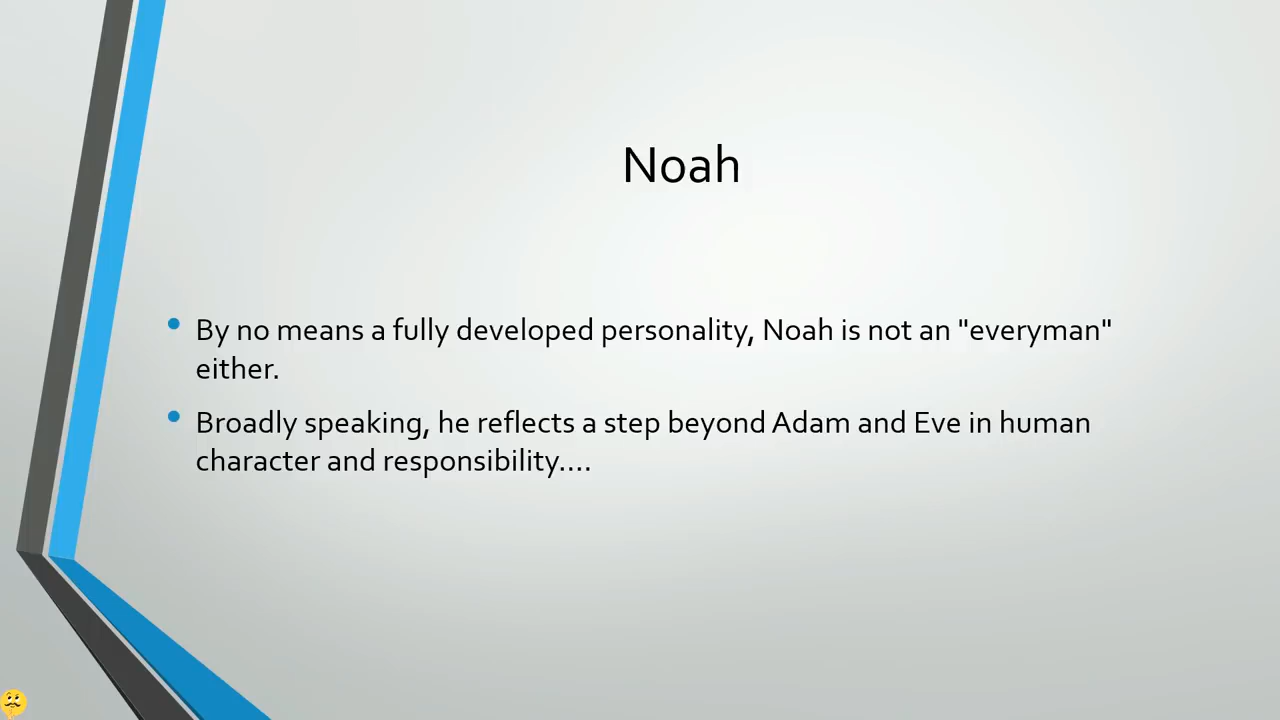 Noah
By no means a fully developed personality, Noah is not an "everyman"
either.
Broadly speaking, he reflects a step beyond Adam and Eve in human
character and responsibility....